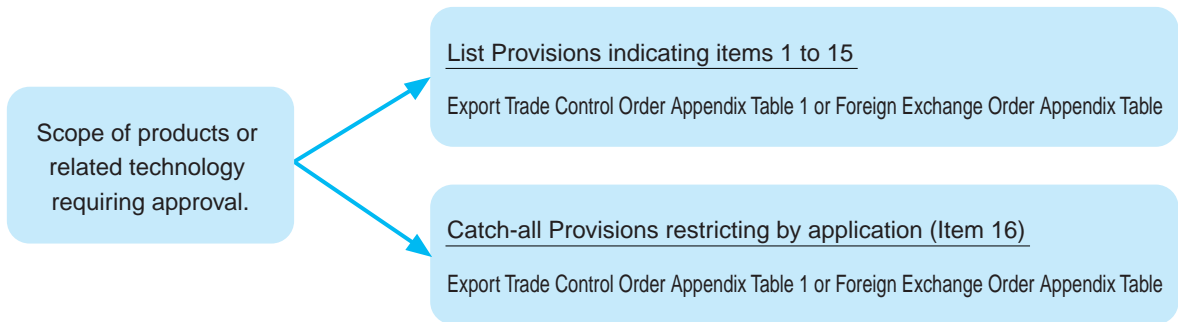 Scope of products or
related technology
requiring approval.
List Provisions indicating items 1 to 15
Export Trade Control Order Appendix Table 1 or Foreign Exchange Order Appendix Table
Catch-all Provisions restricting by application (Item 16)
Export Trade Control Order Appendix Table 1 or Foreign Exchange Order Appendix Table